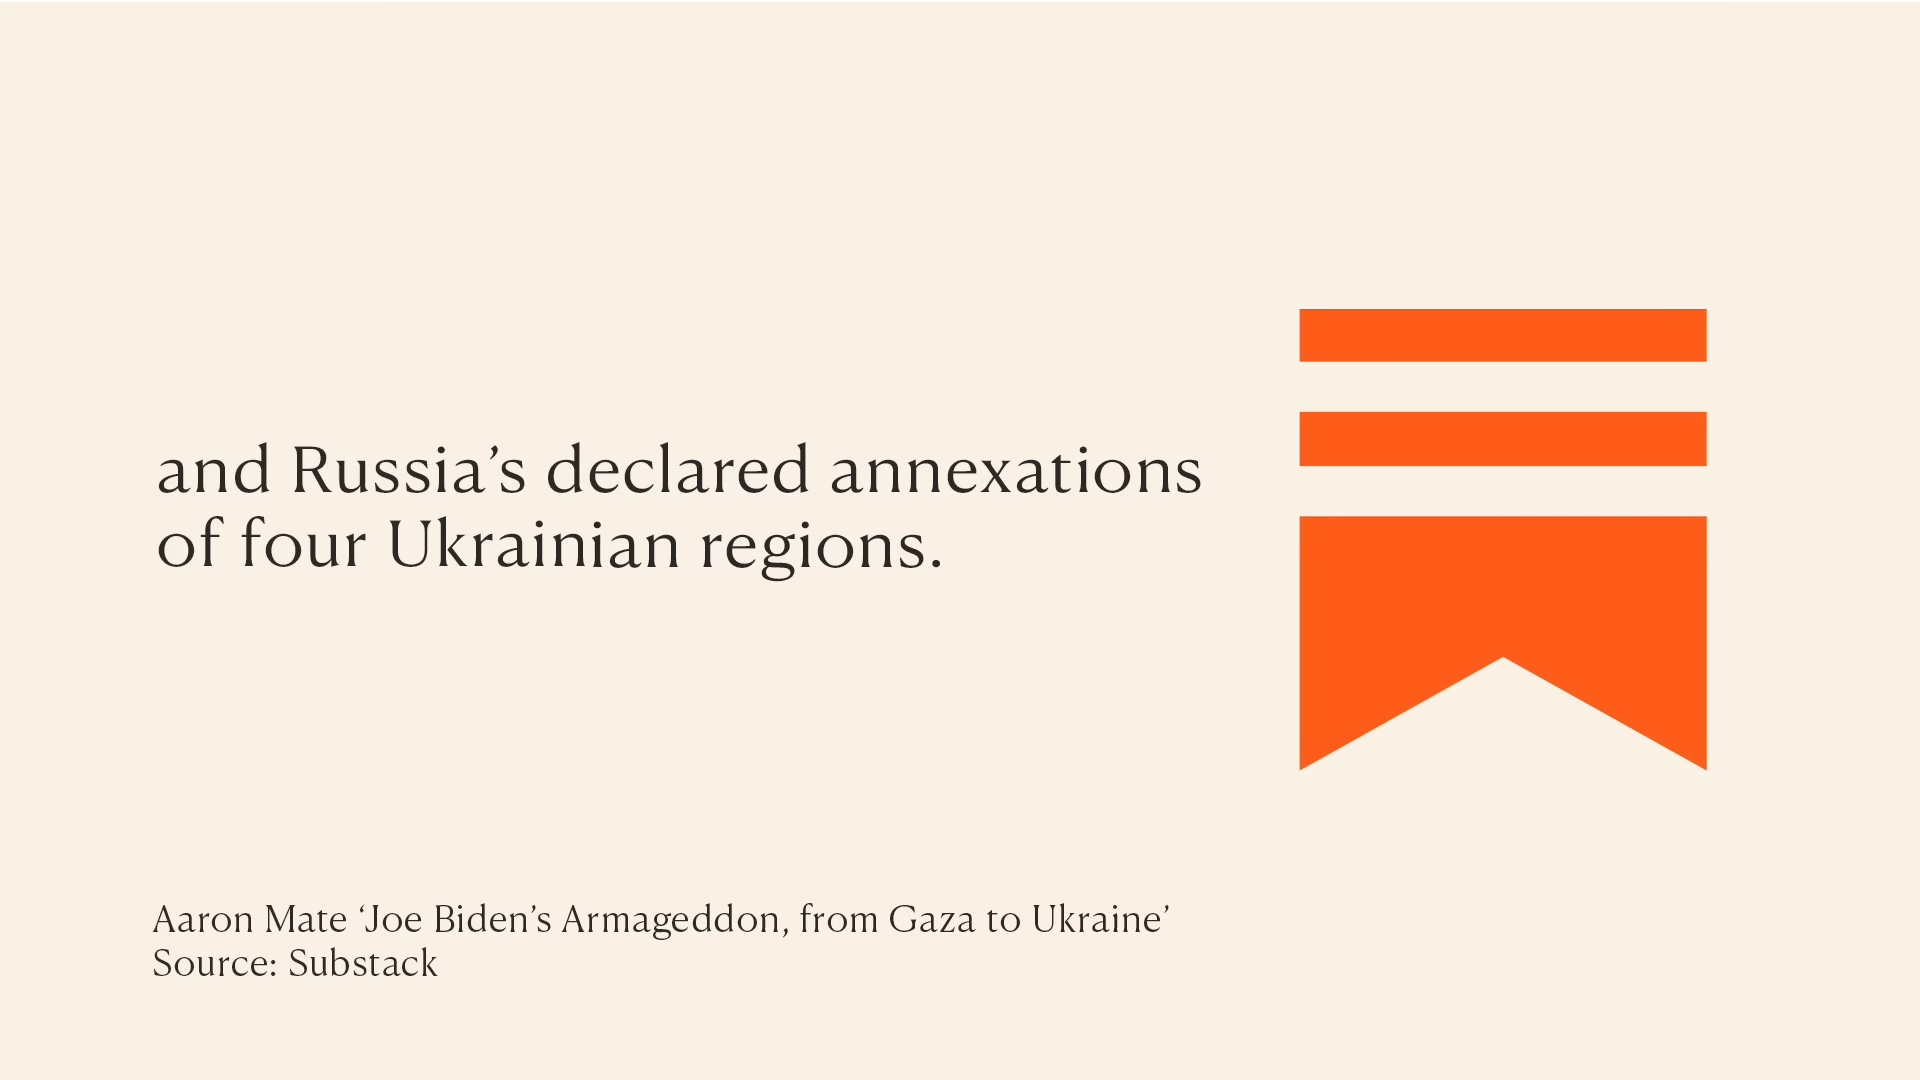 and Russia’s declared annexations
of four Ukrainian regions.
Aaron Mate ‘Joe Biden’s Armageddon, from Gaza to Ukraine’
Source: Substack